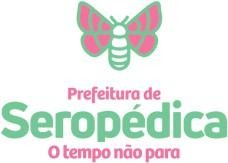 Prefeitura de
Seropédica
O tempo não para